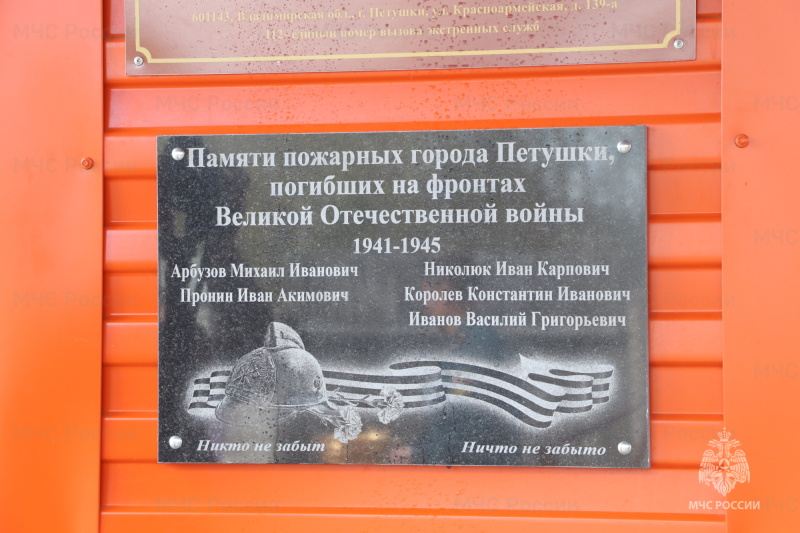 601143, Владимирская обл., г. Петушки, ул. Красноармейская, д. 139-а
112- единый номер вызова экстренных служб
Памяти пожарных города Петушки,
погибших на фронтах
Великой Отечественной войны
1941-1945
Арбузов Михаил Иванович
Пронин Иван Акимович
Николюк Иван Карпович
Королев Константин Иванович
Иванов Василий Григорьевич
Никто не забыт
Ничто не забыто
МЧС РОССИИ